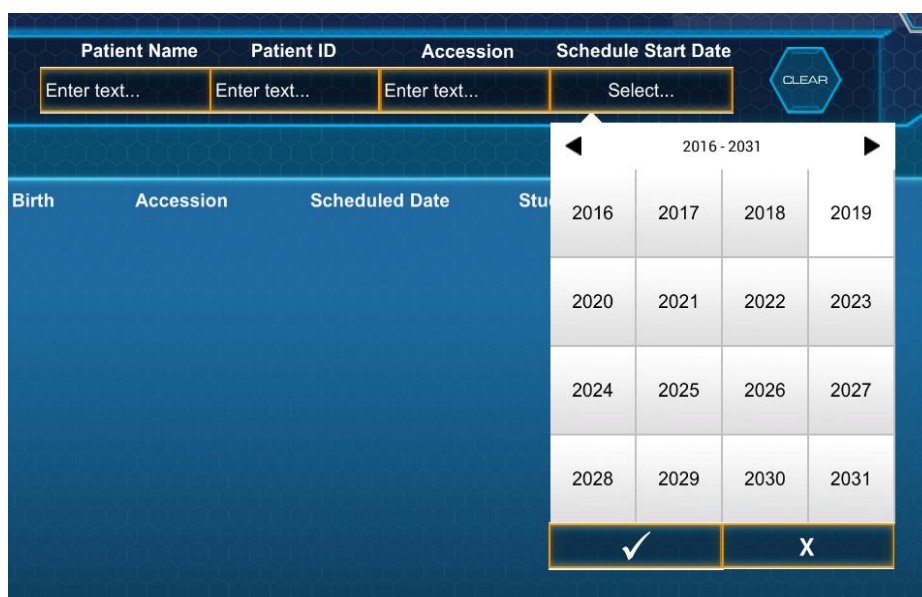 Patient Name Patient ID Accession Schedule Start Date
Enter text... Enter text... Enter text... Select... CLEAR
2016 - 2031
Birth Accession Scheduled Date
2016 2017 2018 2019
2020 2021 2022 2023
2024 2025 2026 2027
2028 2029 2030 2031
X